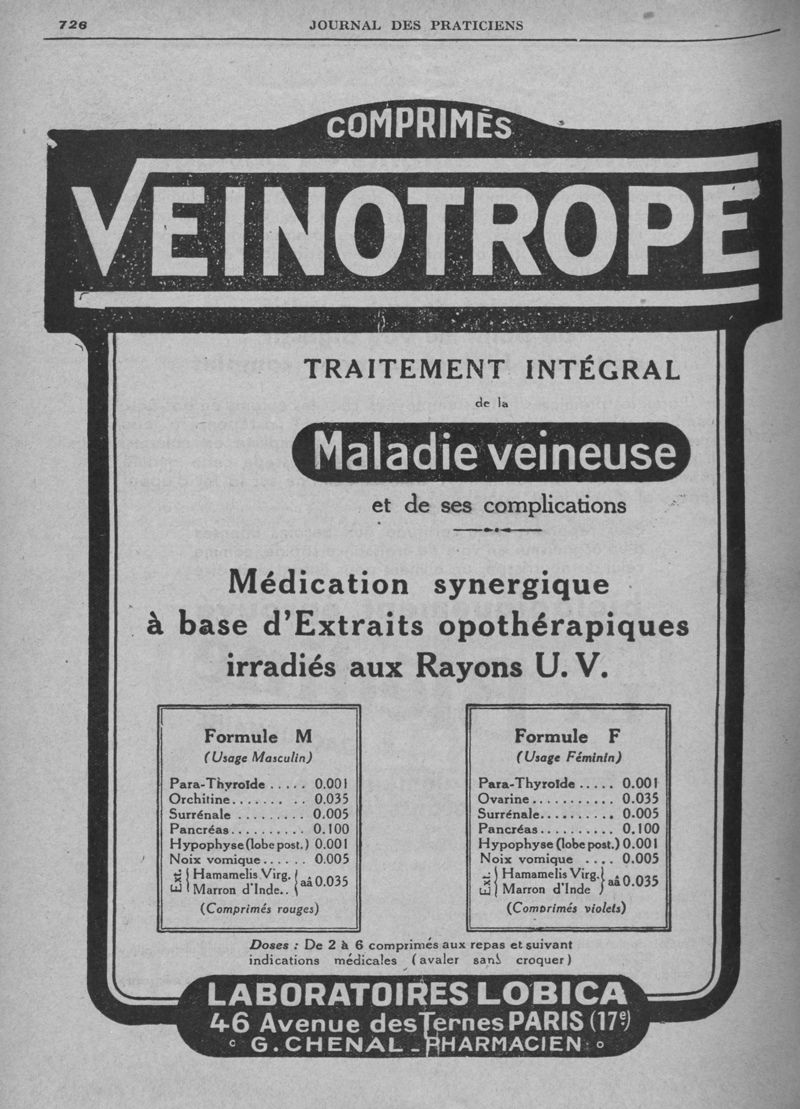 726
JOURNAL DES PRATICIENS
COMPRIMÉS
VEINOTROPE
TRAITEMENT INTÉGRAL
de la
Maladie veineuse
et de ses complications
Médication synergique
à base d'Extraits opothérapiques
irradiés aux Rayons U. V.
Formule M
(Usage Masculin)
Para-Thyroïde ..... 0.001
Orchitine....... .. 0.035
Surrénale ......... 0.005
Pancréas.......... 0.100
Hypophyse (lobe post.) 0.001
Noix vomique ...... 0.005
Ext. { Hamamelis Virg. } aâ 0.035
Marron d'Inde..
(Comprimés rouges)
Formule F
(Usage Féminin)
Para-Thyroïde ..... 0.001
Ovarine........... 0.035
Surrénale.......... 0.005
Pancréas.......... 0.100
Hypophyse (lobe post.) 0.001
Noix vomique .... 0.005
Ext. { Hamamelis Virg. } aâ 0.035
Marron d'Inde
(Comprimés violets)
Doses : De 2 à 6 comprimés aux repas et suivant
indications médicales (avaler sans croquer)
LABORATOIRES LOBICA
46 Avenue des Ternes PARIS (17e)
G. CHENAL - PHARMACIEN